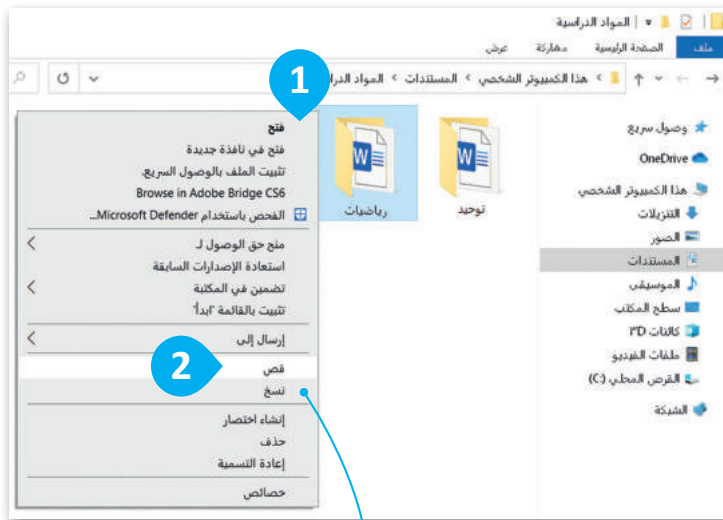 المواد الدراسية
ملف
الصفحة الرئيسية
مشاركة
عرض
هذا الكمبيوتر الشخصي > المستندات > المواد الدرا
1
وصول سريع
OneDrive
هذا الكمبيوتر الشخصي
التنزيلات
الصور
المستندات
الموسيقى
سطح المكتب
كائنات ٣D
ملفات الفيديو
القرص المحلي (C:)
الشبكة
توحيد
رياضيات
فتح
فتح في نافذة جديدة
تثبيت الملف بالوصول السريع.
Browse in Adobe Bridge CS6
الفحص باستخدام Microsoft Defender...
منح حق الوصول لـ
استعادة الإصدارات السابقة
تضمين في المكتبة
تثبيت بالقائمة "ابدأ"
إرسال إلى
2
قص
نسخ
إنشاء اختصار
حذف
إعادة التسمية
خصائص